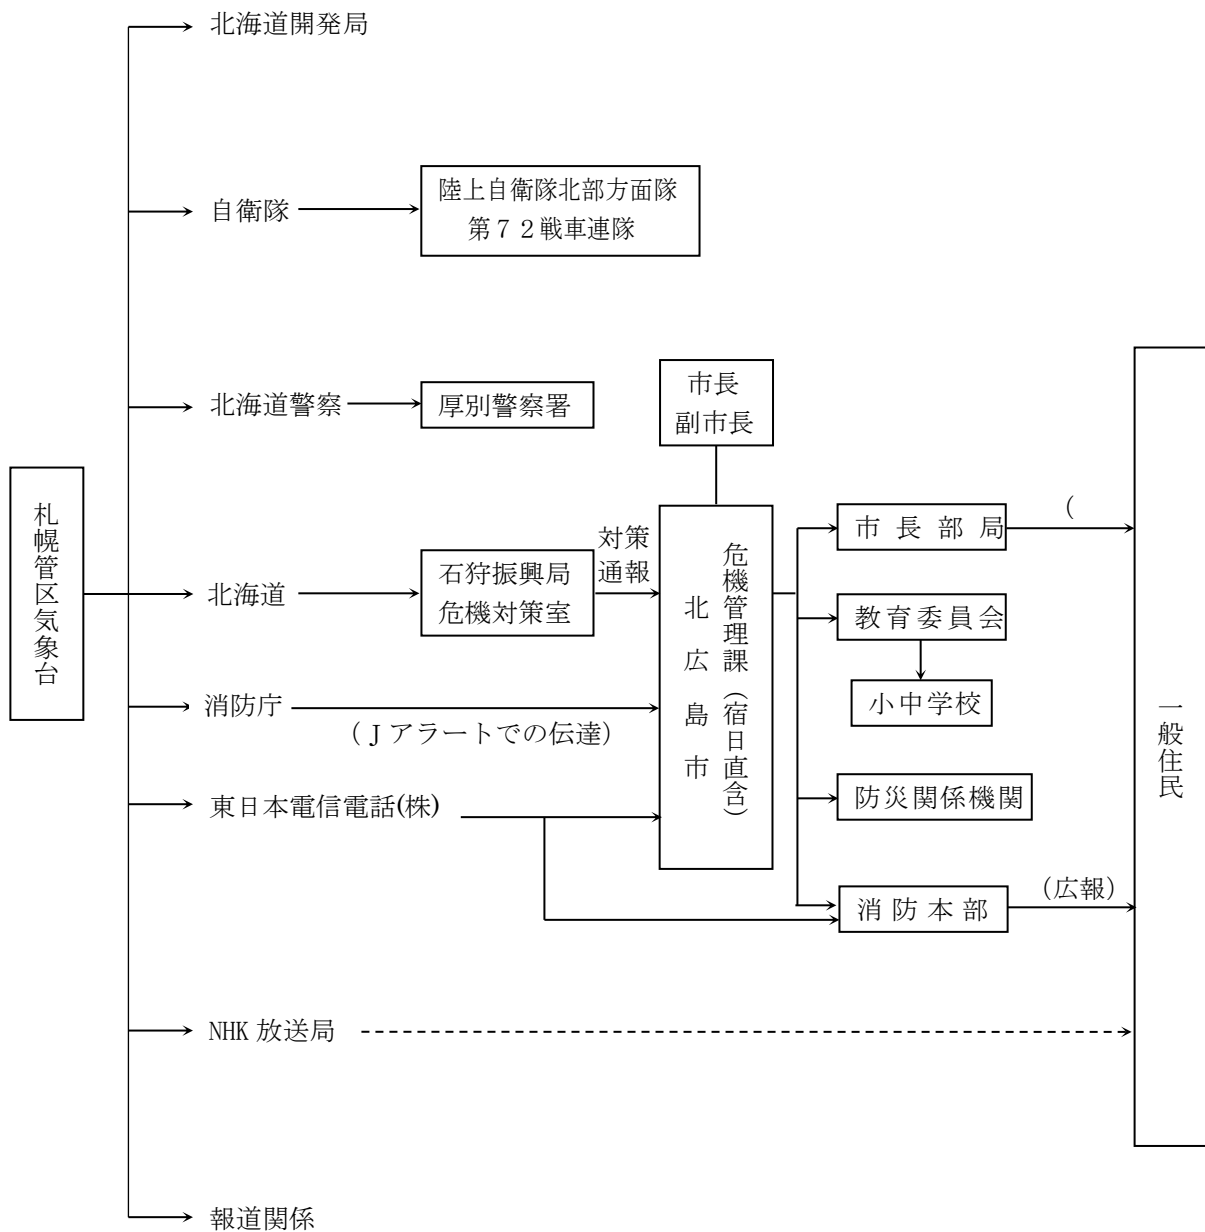 北海道開発局
自衛隊
陸上自衛隊北部方面隊
第７２戦車連隊
北海道警察
厚別警察署
市長
副市長
札幌管区気象台
北海道
石狩振興局
危機対策室
対策
通報
危機管理課（宿日直含）
北広島市
市長部局
(
教育委員会
小中学校
消防庁
（Ｊアラートでの伝達）
東日本電信電話(株)
防災関係機関
消防本部
（広報）
一般住民
NHK 放送局
報道関係